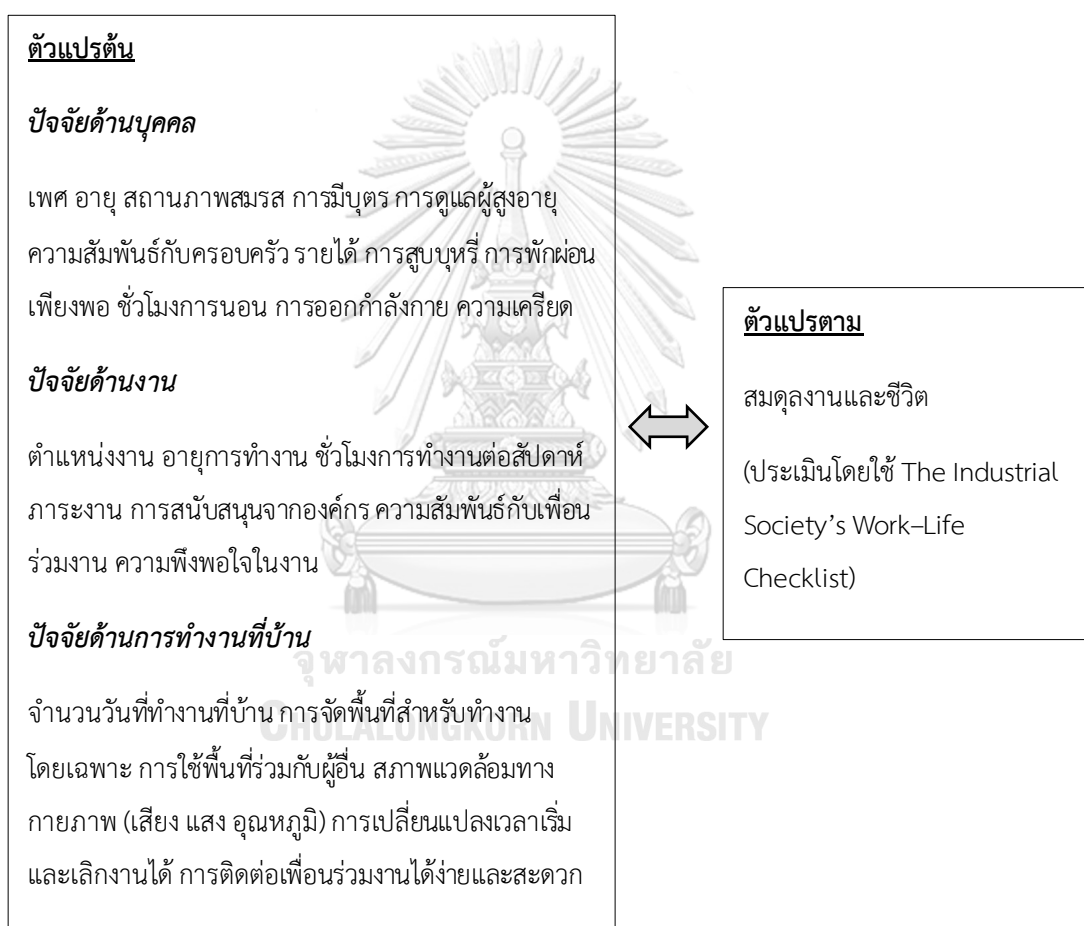 ตัวแปรต้น
ปัจจัยด้านบุคคล
เพศ อายุ สถานภาพสมรส การมีบุตร การดูแลผู้สูงอายุ
ความสัมพันธ์กับครอบครัว รายได้ การสูบบุหรี่ การพักผ่อน
เพียงพอ ชั่วโมงการนอน การออกกำลังกาย ความเครียด
ปัจจัยด้านงาน
ตำแหน่งงาน อายุการทำงาน ชั่วโมงการทำงานต่อสัปดาห์
ภาระงาน การสนับสนุนจากองค์กร ความสัมพันธ์กับเพื่อน
ร่วมงาน ความพึงพอใจในงาน
ปัจจัยด้านการทำงานที่บ้าน
จำนวนวันที่ทำงานที่บ้าน การจัดพื้นที่สำหรับทำงาน
โดยเฉพาะ การใช้พื้นที่ร่วมกับผู้อื่น สภาพแวดล้อมทาง
กายภาพ (เสียง แสง อุณหภูมิ) การเปลี่ยนแปลงเวลาเริ่ม
และเลิกงานได้ การติดต่อเพื่อนร่วมงานได้ง่ายและสะดวก
ตัวแปรตาม
สมดุลงานและชีวิต
(ประเมินโดยใช้ The Industrial
Society’s Work–Life
Checklist)
จุฬาลงกรณ์มหาวิทยาลัย
CHULALONGKORN UNIVERSITY